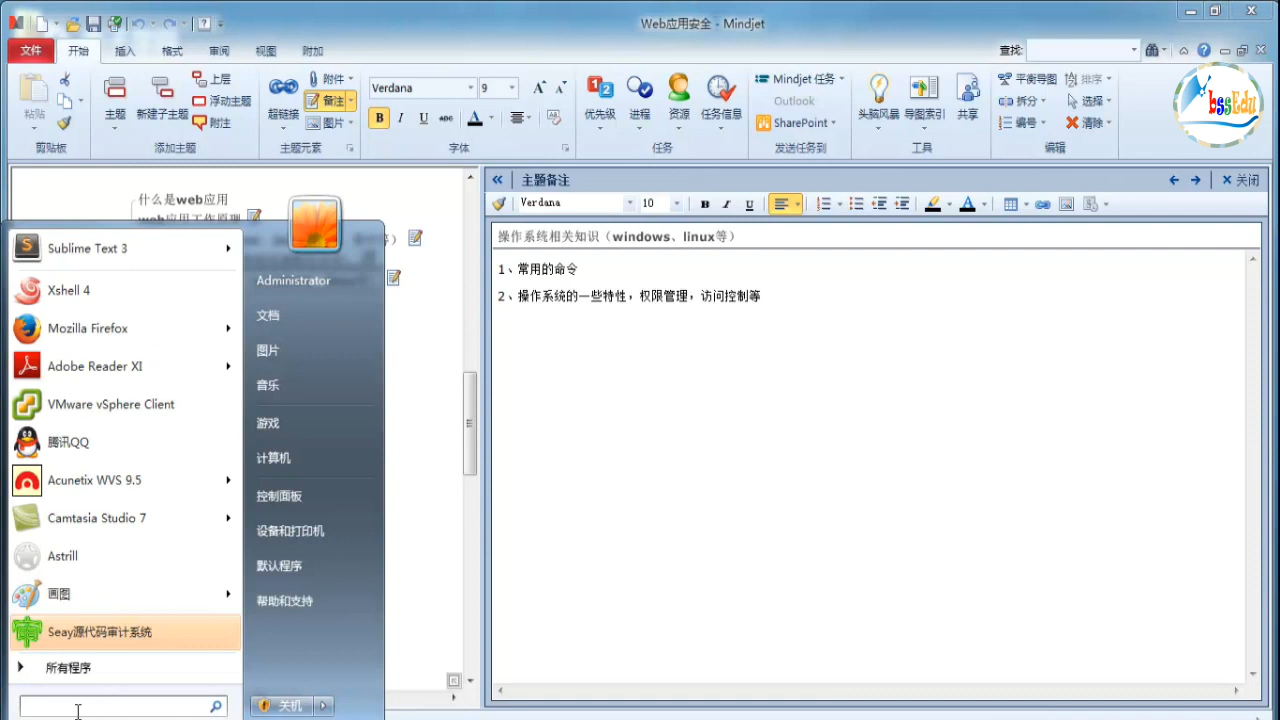 Web应用安全 - Mindjet
文件 开始 插入 格式 审阅 视图 附加
查找:
粘贴
剪贴板
主题
新建子主题
上层
浮动主题
附注
添加主题
超链接
附件
备注
图片
主题元素
Verdana 9
B I U abc A
字体
优先级
进程
资源
任务信息
任务
Mindjet 任务
Outlook
SharePoint
发送任务到
头脑风暴
导图索引
共享
工具
平衡导图
拆分
编号
排序
选择
清除
编辑
bssEdu
什么是web应用
web应用工作原理
主题备注
关闭
Verdana 10 B I U
操作系统相关知识（windows、linux等）
1、常用的命令
2、操作系统的一些特性，权限管理，访问控制等
Sublime Text 3
Xshell 4
Mozilla Firefox
Adobe Reader XI
VMware vSphere Client
腾讯QQ
Acunetix WVS 9.5
Camtasia Studio 7
Astrill
画图
Seay源代码审计系统
所有程序
Administrator
文档
图片
音乐
游戏
计算机
控制面板
设备和打印机
默认程序
帮助和支持
关机